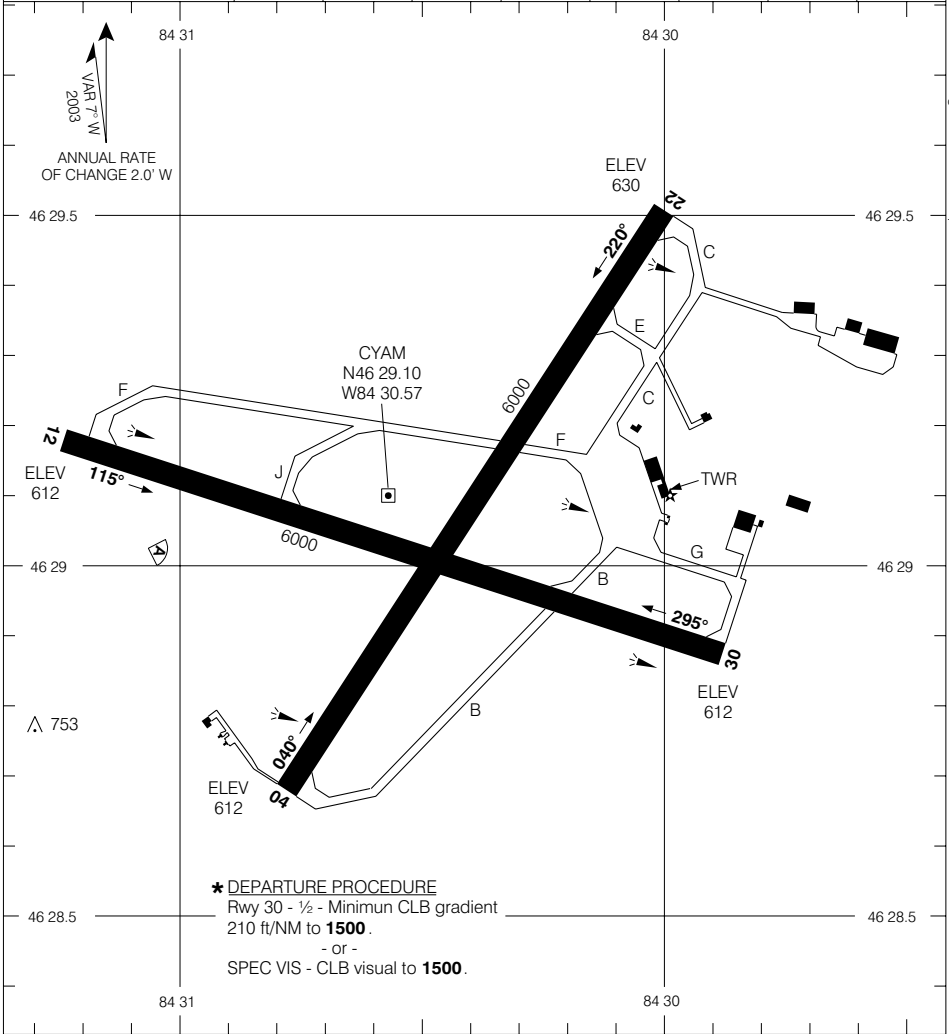 84 31
84 30
VAR 7° W
2003
ANNUAL RATE
OF CHANGE 2.0' W
ELEV
630
22
46 29.5
46 29.5
220°
C
E
CYAM
N46 29.10
W84 30.57
6000
F
C
12
F
ELEV
612
115°
J
TWR
6000
A
G
46 29
46 29
B
295°
30
ELEV
612
B
753
040°
ELEV
612
04
* DEPARTURE PROCEDURE
Rwy 30 - ½ - Minimun CLB gradient
210 ft/NM to 1500.
- or -
SPEC VIS - CLB visual to 1500.
46 28.5
46 28.5
84 31
84 30